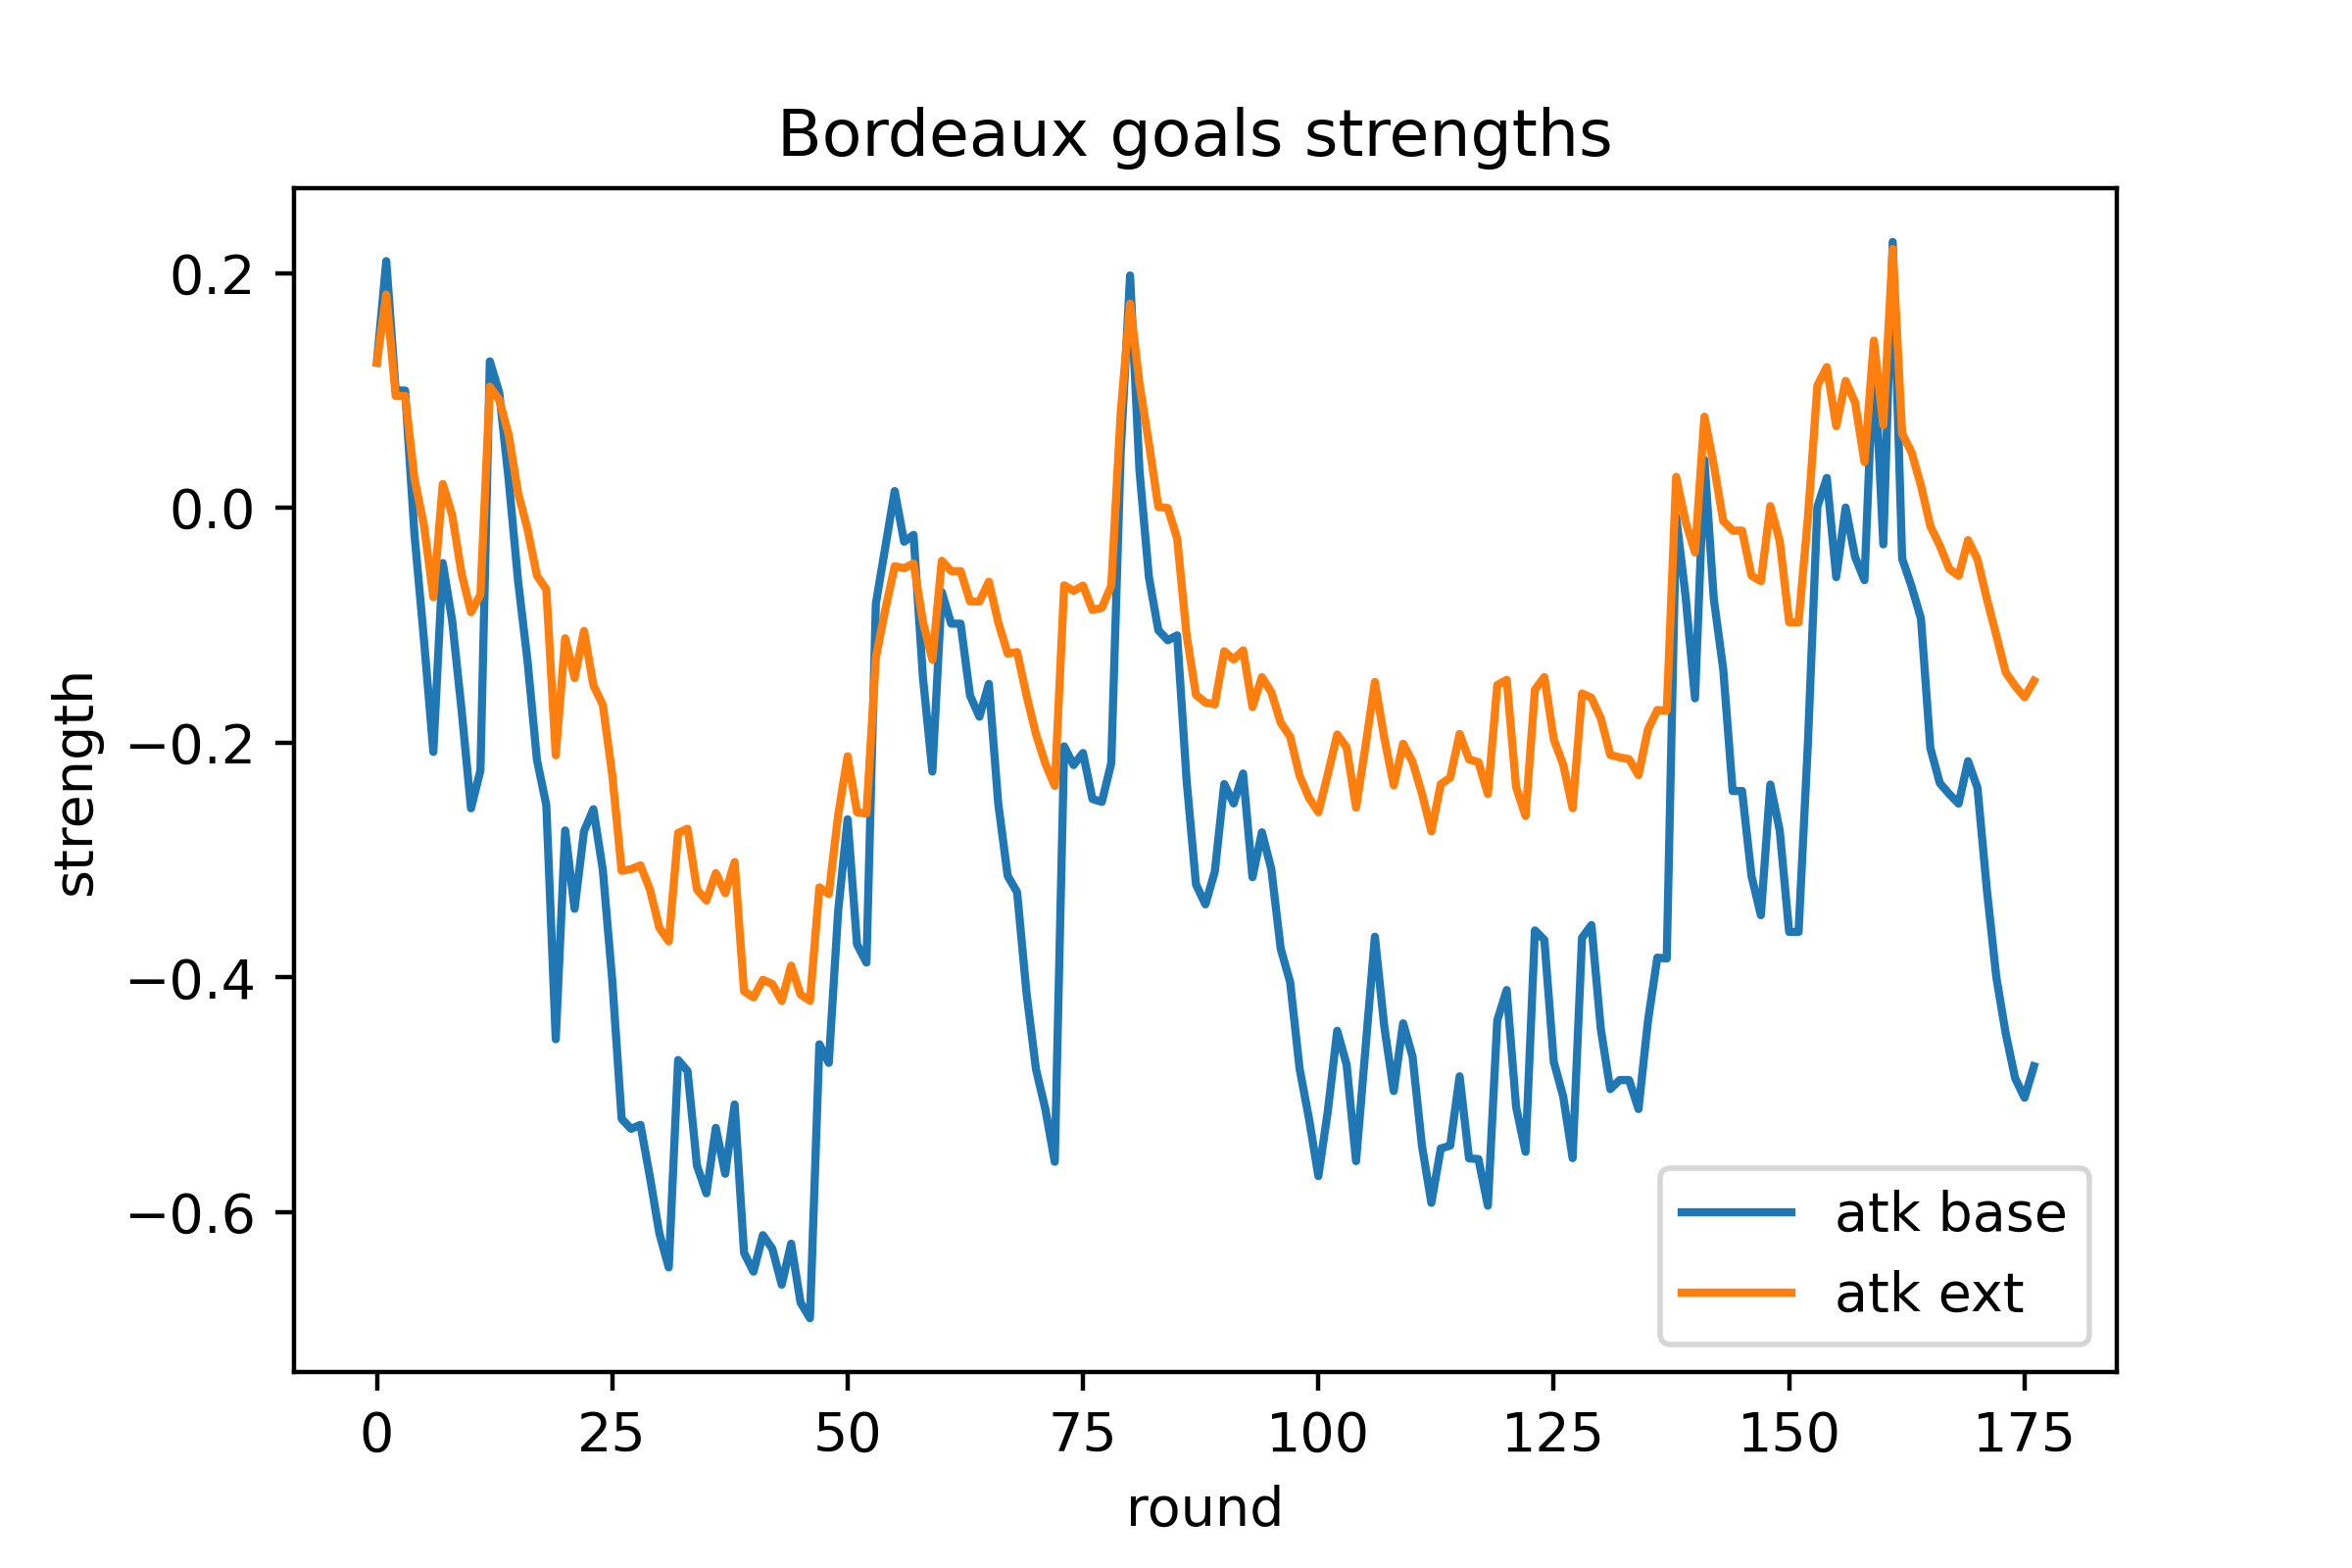 Bordeaux goals strengths
strength
0.2
0.0
−0.2
−0.4
−0.6
0 25 50 75 100 125 150 175
round
atk base
atk ext